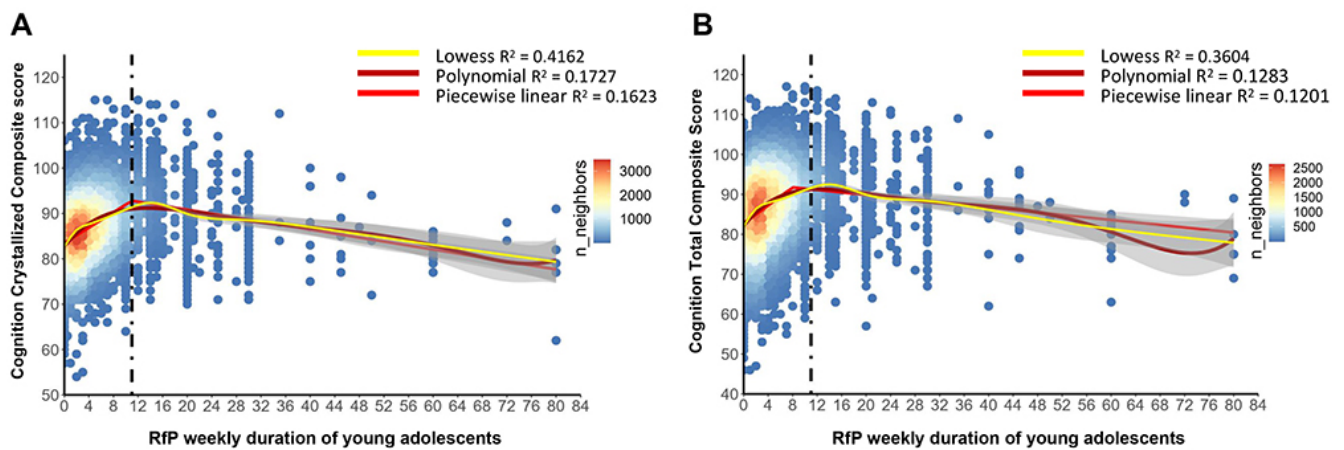 A
Lowess R² = 0.4162
Polynomial R² = 0.1727
Piecewise linear R² = 0.1623
Cognition Crystallized Composite score
120
110
100
90
80
70
60
50
0 4 8 12 16 20 24 28 32 36 40 44 48 52 56 60 64 68 72 76 80 84
RfP weekly duration of young adolescents
n_neighbors
3000
2000
1000
B
Lowess R² = 0.3604
Polynomial R² = 0.1283
Piecewise linear R² = 0.1201
Cognition Total Composite Score
120
110
100
90
80
70
60
50
40
0 4 8 12 16 20 24 28 32 36 40 44 48 52 56 60 64 68 72 76 80 84
RfP weekly duration of young adolescents
n_neighbors
2500
2000
1500
1000
500